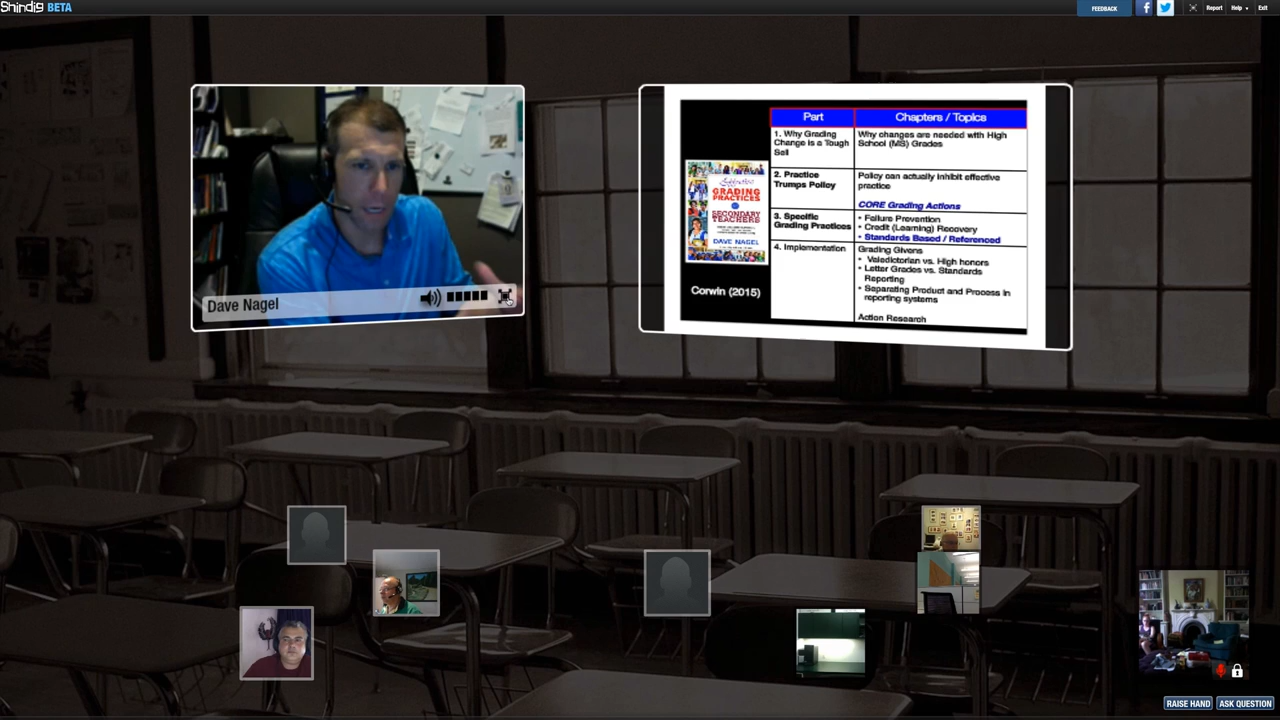 Shindig BETA
FEEDBACK
Report
Help
Exit
Dave Nagel
Part
Chapters / Topics
1. Why Grading
Change is a Tough
Sell
Why changes are needed with High
School (MS) Grades
2. Practice
Trumps Policy
Policy can actually inhibit effective
practice
CORE Grading Actions
3. Specific
Grading Practices
• Failure Prevention
• Credit (Learning) Recovery
• Standards Based / Referenced
4. Implementation
Grading Givens
• Valedictorian vs. High honors
• Letter Grades vs. Standards
Reporting
• Separating Product and Process in
reporting systems
Action Research
GRADING
PRACTICES
SECONDARY
TEACHERS
DAVE NAGEL
Corwin (2015)
RAISE HAND
ASK QUESTION